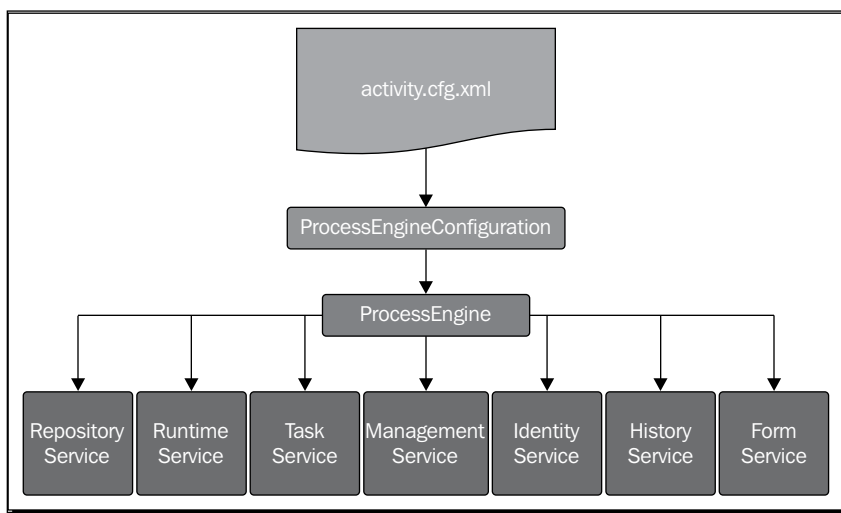 activity.cfg.xml
ProcessEngineConfiguration
ProcessEngine
Repository
Service
Runtime
Service
Task
Service
Management
Service
Identity
Service
History
Service
Form
Service